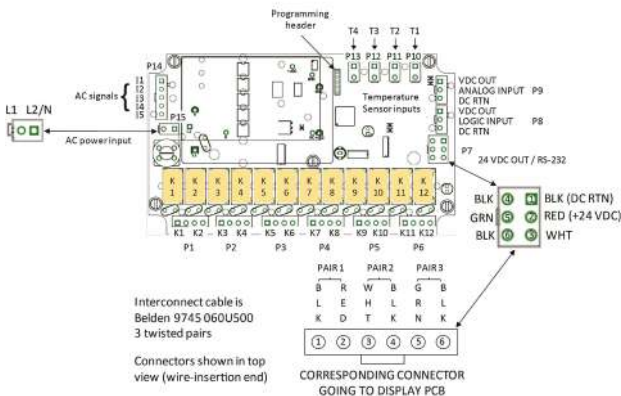 Programming
header
T4 T3 T2 T1
P13 P12 P11 P10
P14
I1
I2
I3
I4
I5
AC signals
L1 L2/N
P15
AC power input
Temperature
Sensor inputs
VDC OUT
ANALOG INPUT P9
DC RTN
VDC OUT
LOGIC INPUT P8
DC RTN
P7
24 VDC OUT / RS-232
K 1 K 2 K 3 K 4 K 5 K 6 K 7 K 8 K 9 K 10 K 11 K 12
K1 K2 K3 K4 K5 K6 K7 K8 K9 K10 K11 K12
P1 P2 P3 P4 P5 P6
BLK 4 1 BLK (DC RTN)
GRN 5 2 RED (+24 VDC)
BLK 6 3 WHT
PAIR 1 PAIR 2 PAIR 3
BLK RED WHT BLK GRN BLK
1 2 3 4 5 6
Interconnect cable is
Belden 9745 060U500
3 twisted pairs
Connectors shown in top
view (wire-insertion end)
CORRESPONDING CONNECTOR
GOING TO DISPLAY PCB